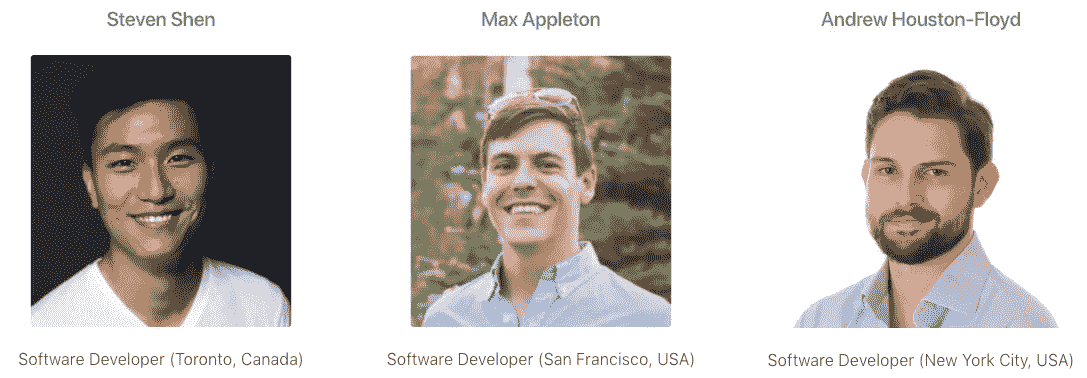 Steven Shen
Max Appleton
Andrew Houston-Floyd
Software Developer (Toronto, Canada)
Software Developer (San Francisco, USA)
Software Developer (New York City, USA)